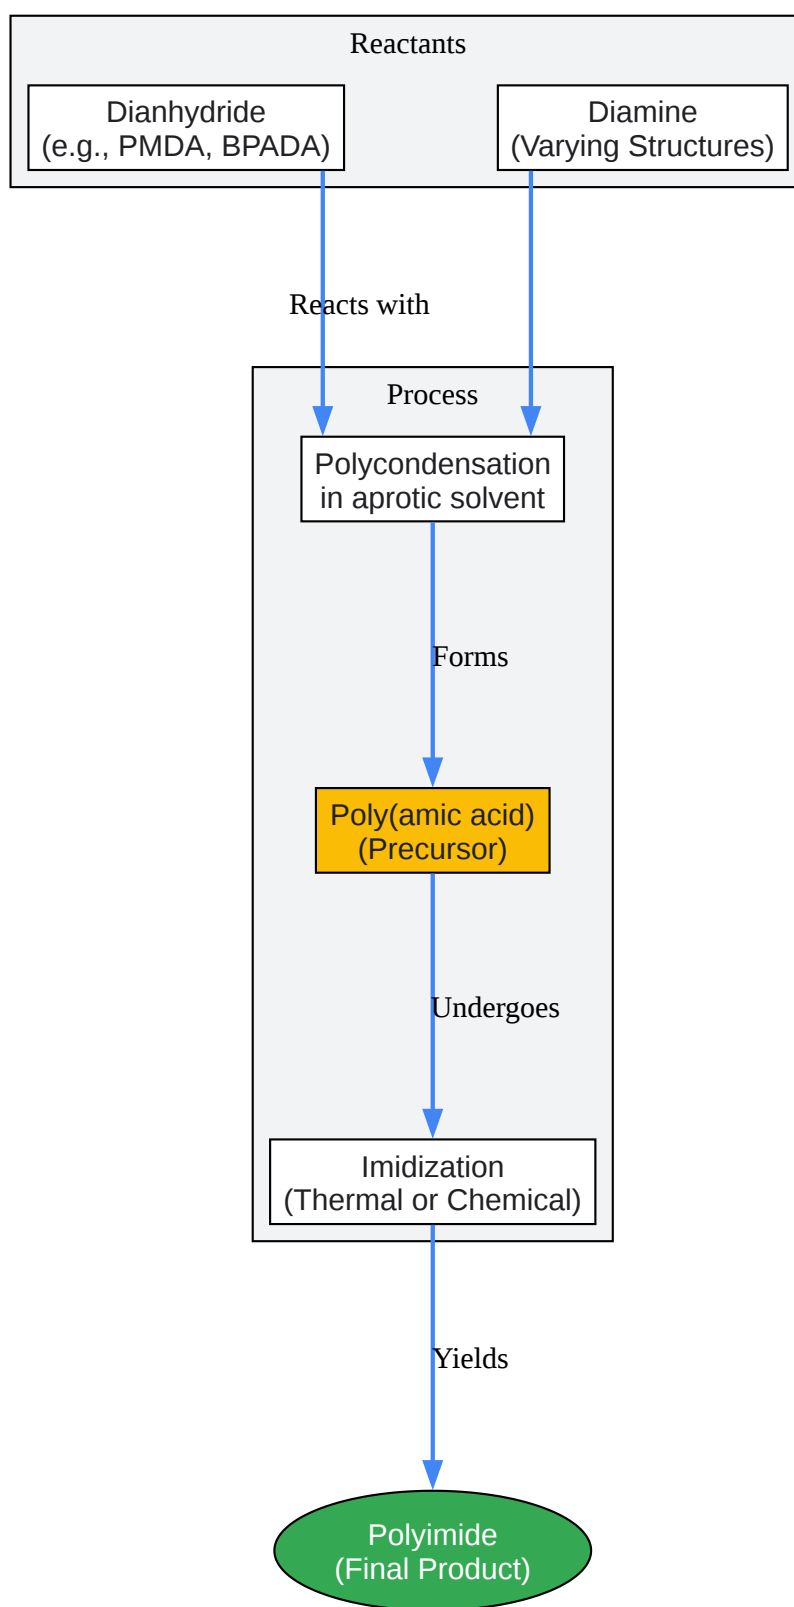 Reactants
Dianhydride
(e.g., PMDA, BPADA)
Diamine
(Varying Structures)
Reacts with
Process
Polycondensation
in aprotic solvent
Forms
Poly(amic acid)
(Precursor)
Undergoes
Imidization
(Thermal or Chemical)
Yields
Polyimide
(Final Product)